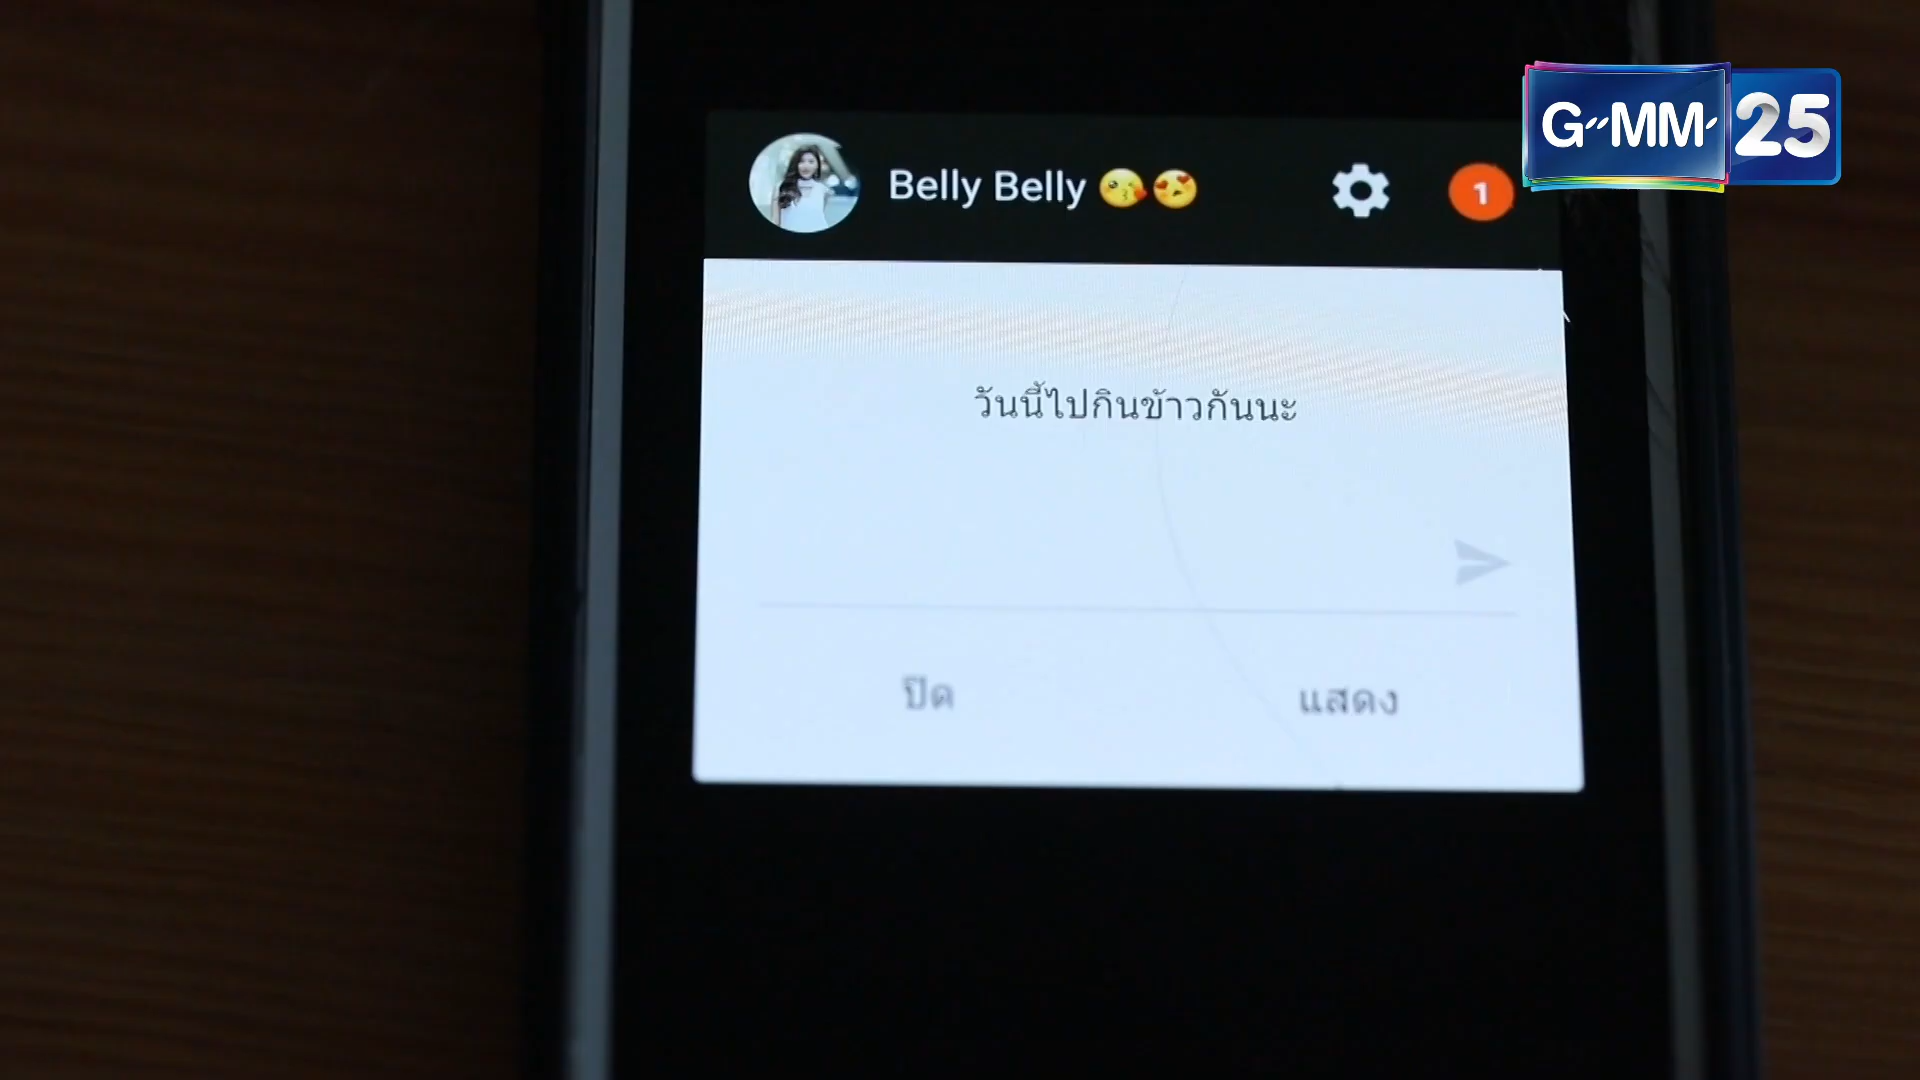 GMM 25
Belly Belly 😘😍
1
วันนี้ไปกินข้าวกันนะ
ปิด
แสดง